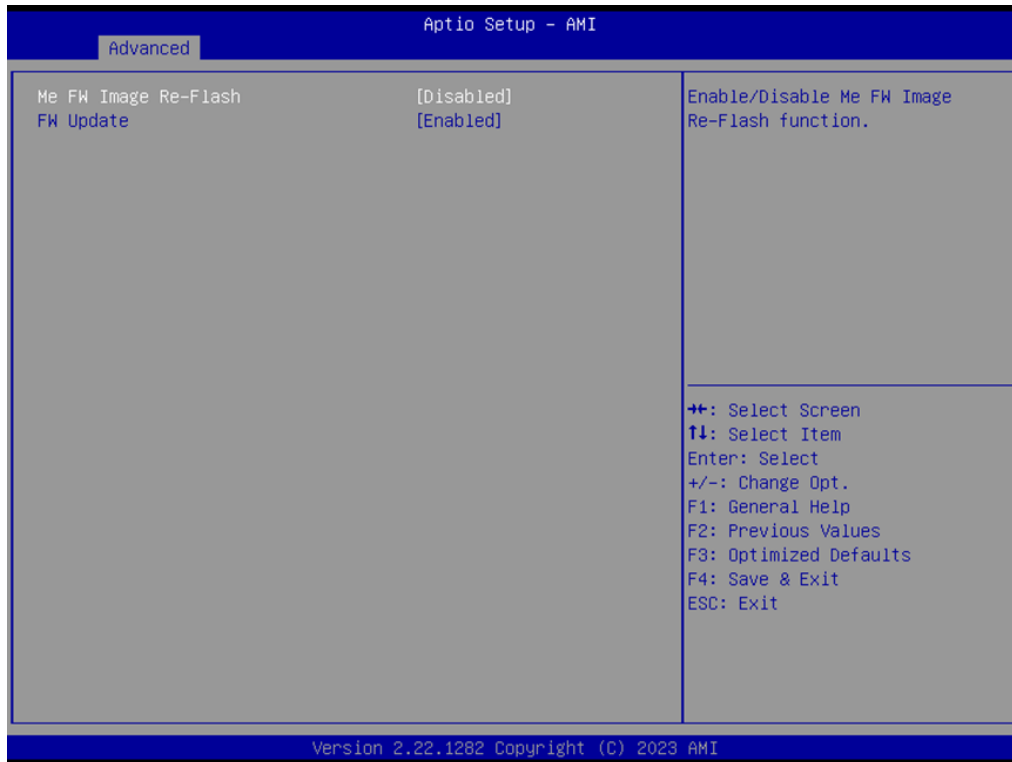 Aptio Setup – AMI
Advanced
Me FW Image Re-Flash [Disabled]
FW Update [Enabled]
Enable/Disable Me FW Image
Re-Flash function.
→←: Select Screen
↑↓: Select Item
Enter: Select
+/-: Change Opt.
F1: General Help
F2: Previous Values
F3: Optimized Defaults
F4: Save & Exit
ESC: Exit
Version 2.22.1282 Copyright (C) 2023 AMI